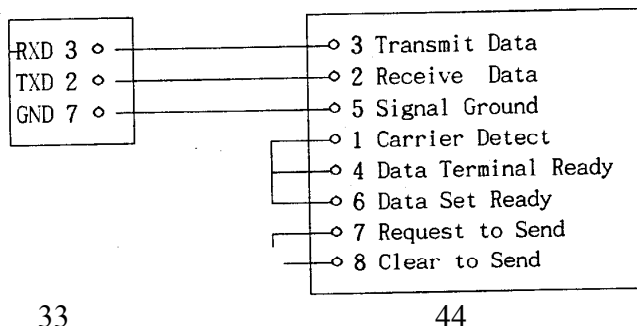 RXD 3
TXD 2
GND 7
3 Transmit Data
2 Receive Data
5 Signal Ground
1 Carrier Detect
4 Data Terminal Ready
6 Data Set Ready
7 Request to Send
8 Clear to Send
33
44